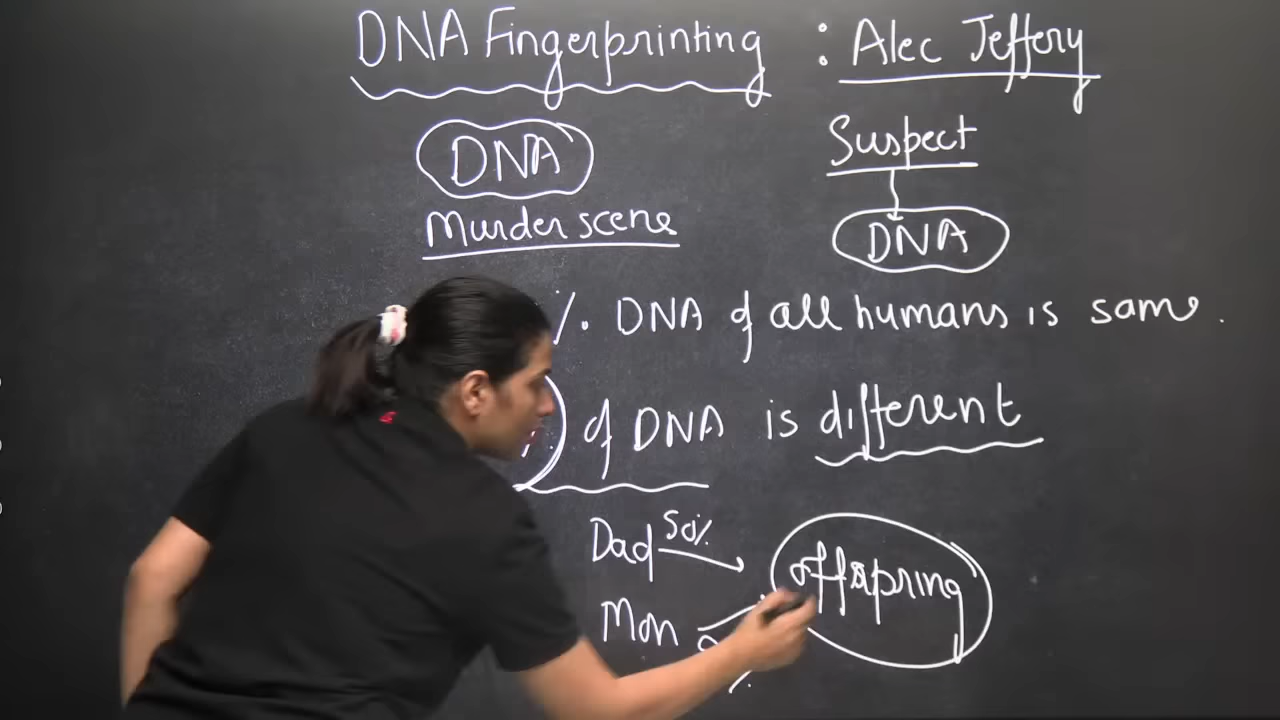 DNA Fingerprinting : Alec Jeffery
DNA
Murder scene
Suspect
DNA
% DNA of all humans is same.
of DNA is different
Dad 50%
offspring
Mom
%